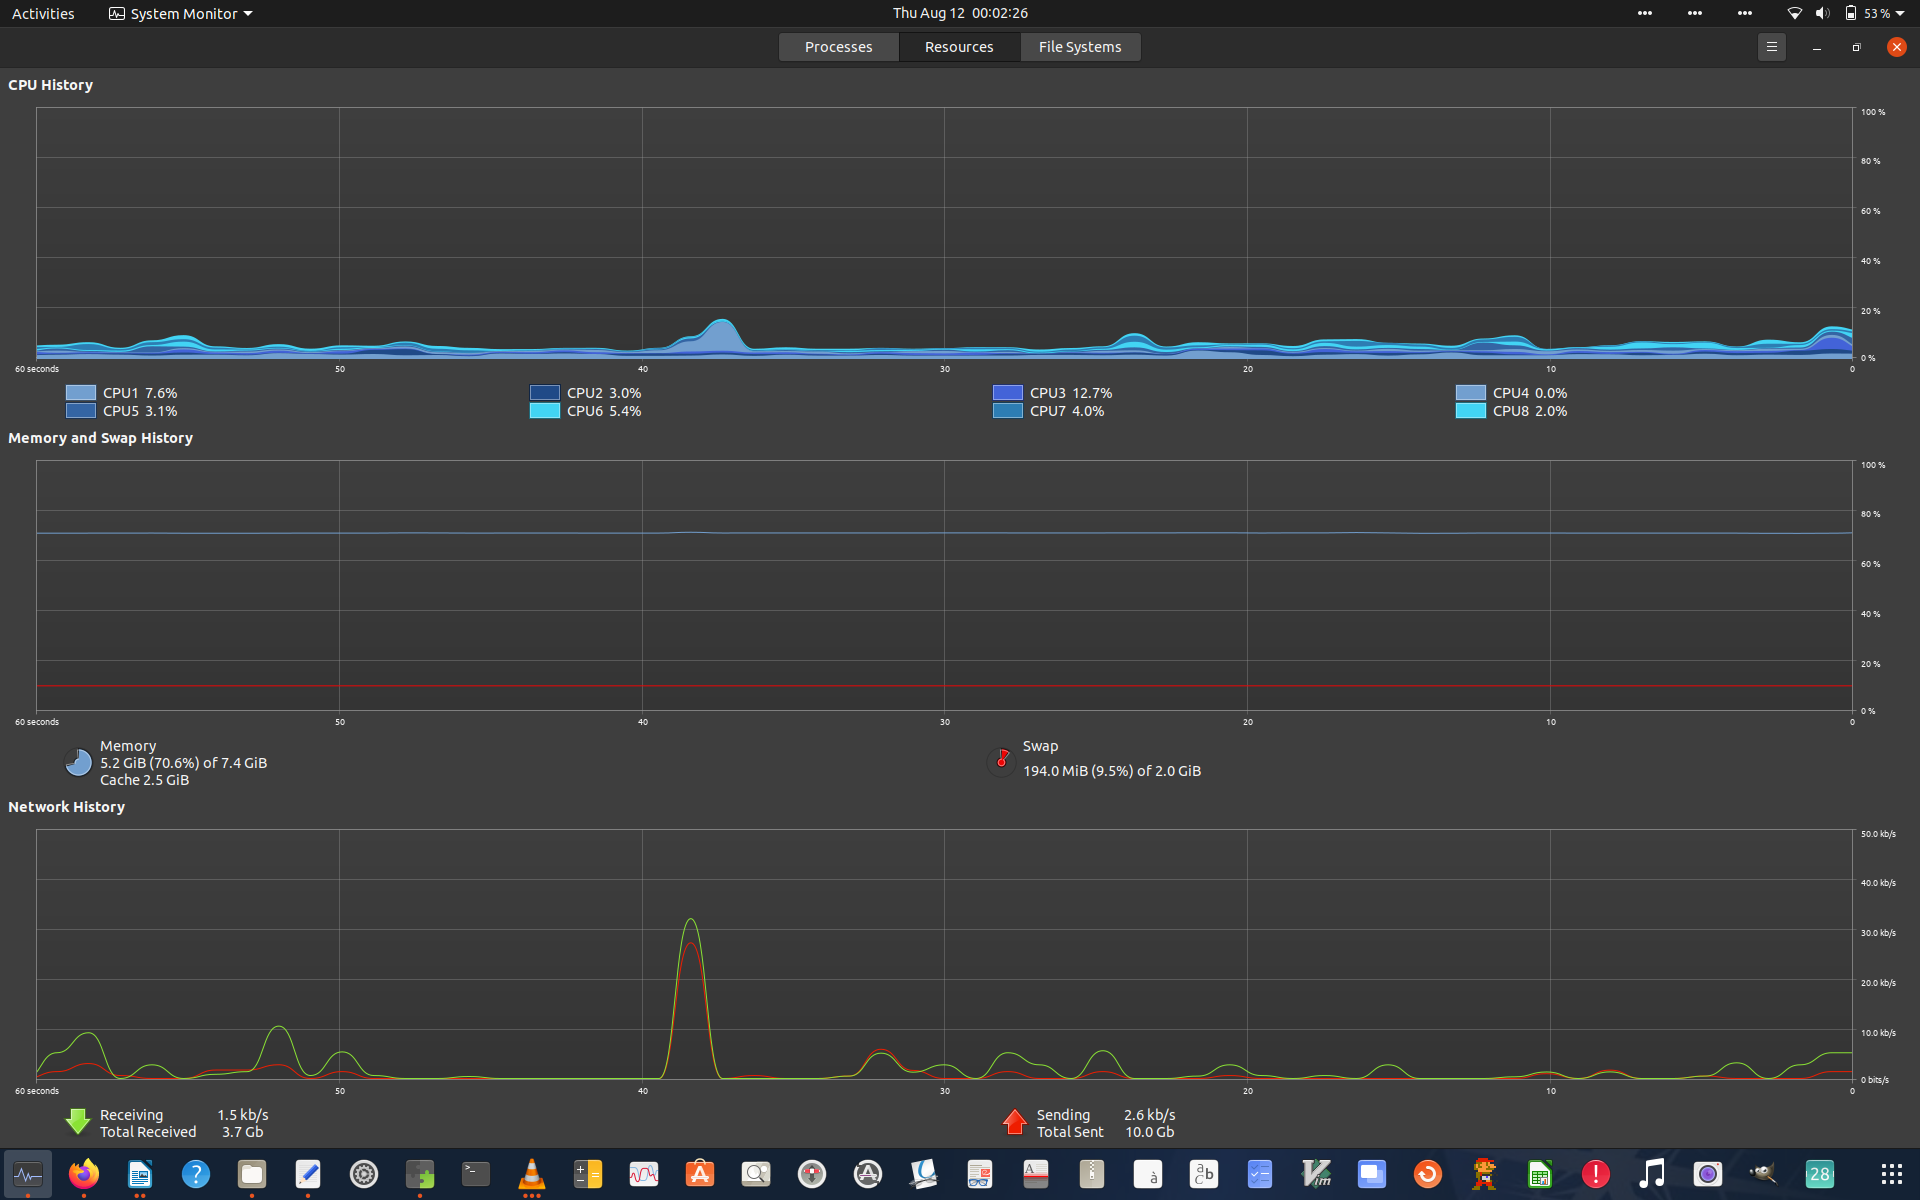 Activities System Monitor Thu Aug 12 00:02:26 53 %
Processes Resources File Systems
CPU History
100 %
80 %
60 %
40 %
20 %
0 %
60 seconds 50 40 30 20 10 0
CPU1 7.6% CPU2 3.0% CPU3 12.7% CPU4 0.0%
CPU5 3.1% CPU6 5.4% CPU7 4.0% CPU8 2.0%
Memory and Swap History
100 %
80 %
60 %
40 %
20 %
0 %
60 seconds 50 40 30 20 10 0
Memory Swap
5.2 GiB (70.6%) of 7.4 GiB 194.0 MiB (9.5%) of 2.0 GiB
Cache 2.5 GiB
Network History
50.0 kb/s
40.0 kb/s
30.0 kb/s
20.0 kb/s
10.0 kb/s
0 bits/s
60 seconds 50 40 30 20 10 0
Receiving 1.5 kb/s Sending 2.6 kb/s
Total Received 3.7 Gb Total Sent 10.0 Gb
? >_ A à a b c Vim ! 28